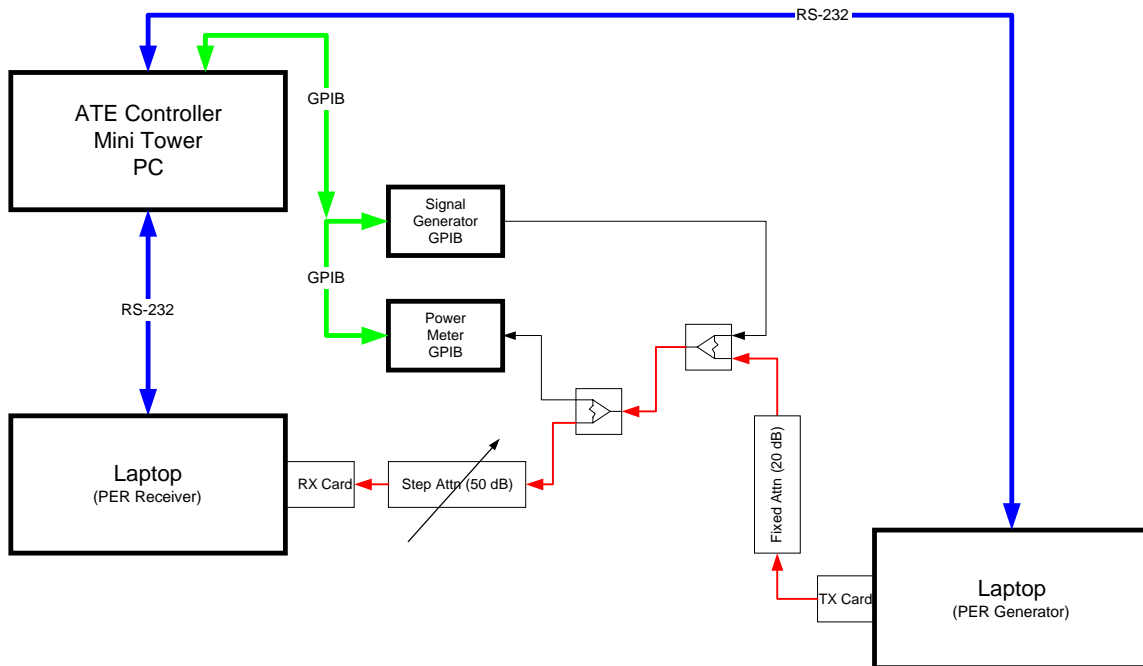 RS-232
ATE Controller
Mini Tower
PC
GPIB
Signal
Generator
GPIB
GPIB
RS-232
Power
Meter
GPIB
Laptop
(PER Receiver)
RX Card
Step Attn (50 dB)
Fixed Attn (20 dB)
TX Card
Laptop
(PER Generator)